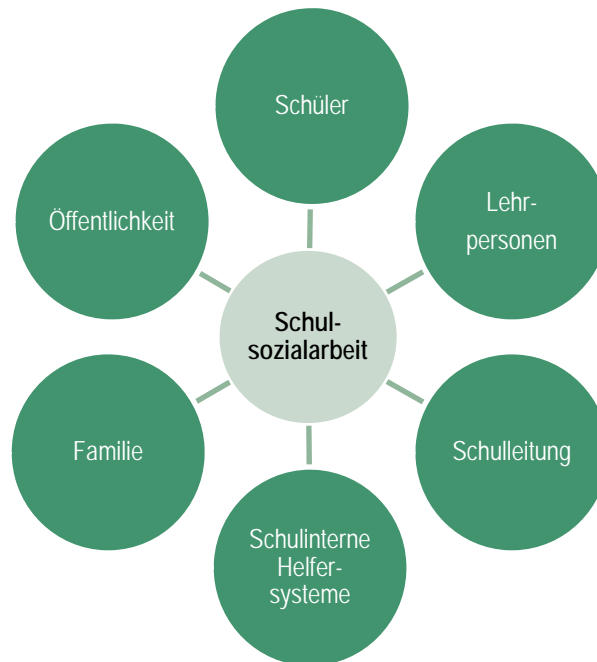 Schüler
Öffentlichkeit
Lehr-
personen
Schul-
sozialarbeit
Familie
Schulleitung
Schulinterne
Helfer-
systeme